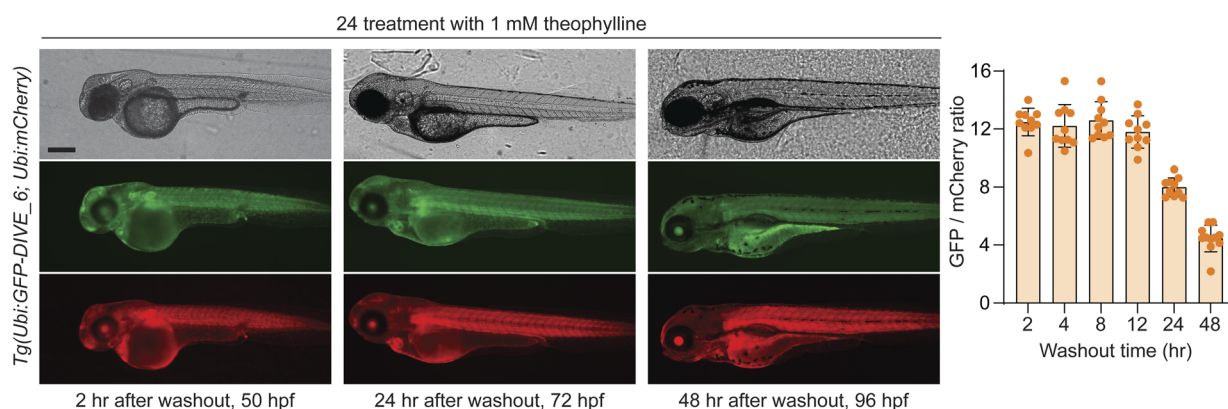 24 treatment with 1 mM theophylline
Tg(Ubi:GFP-DIVE_6; Ubi:mCherry)
2 hr after washout, 50 hpf
24 hr after washout, 72 hpf
48 hr after washout, 96 hpf
GFP / mCherry ratio
16
12
8
4
0
2 4 8 12 24 48
Washout time (hr)